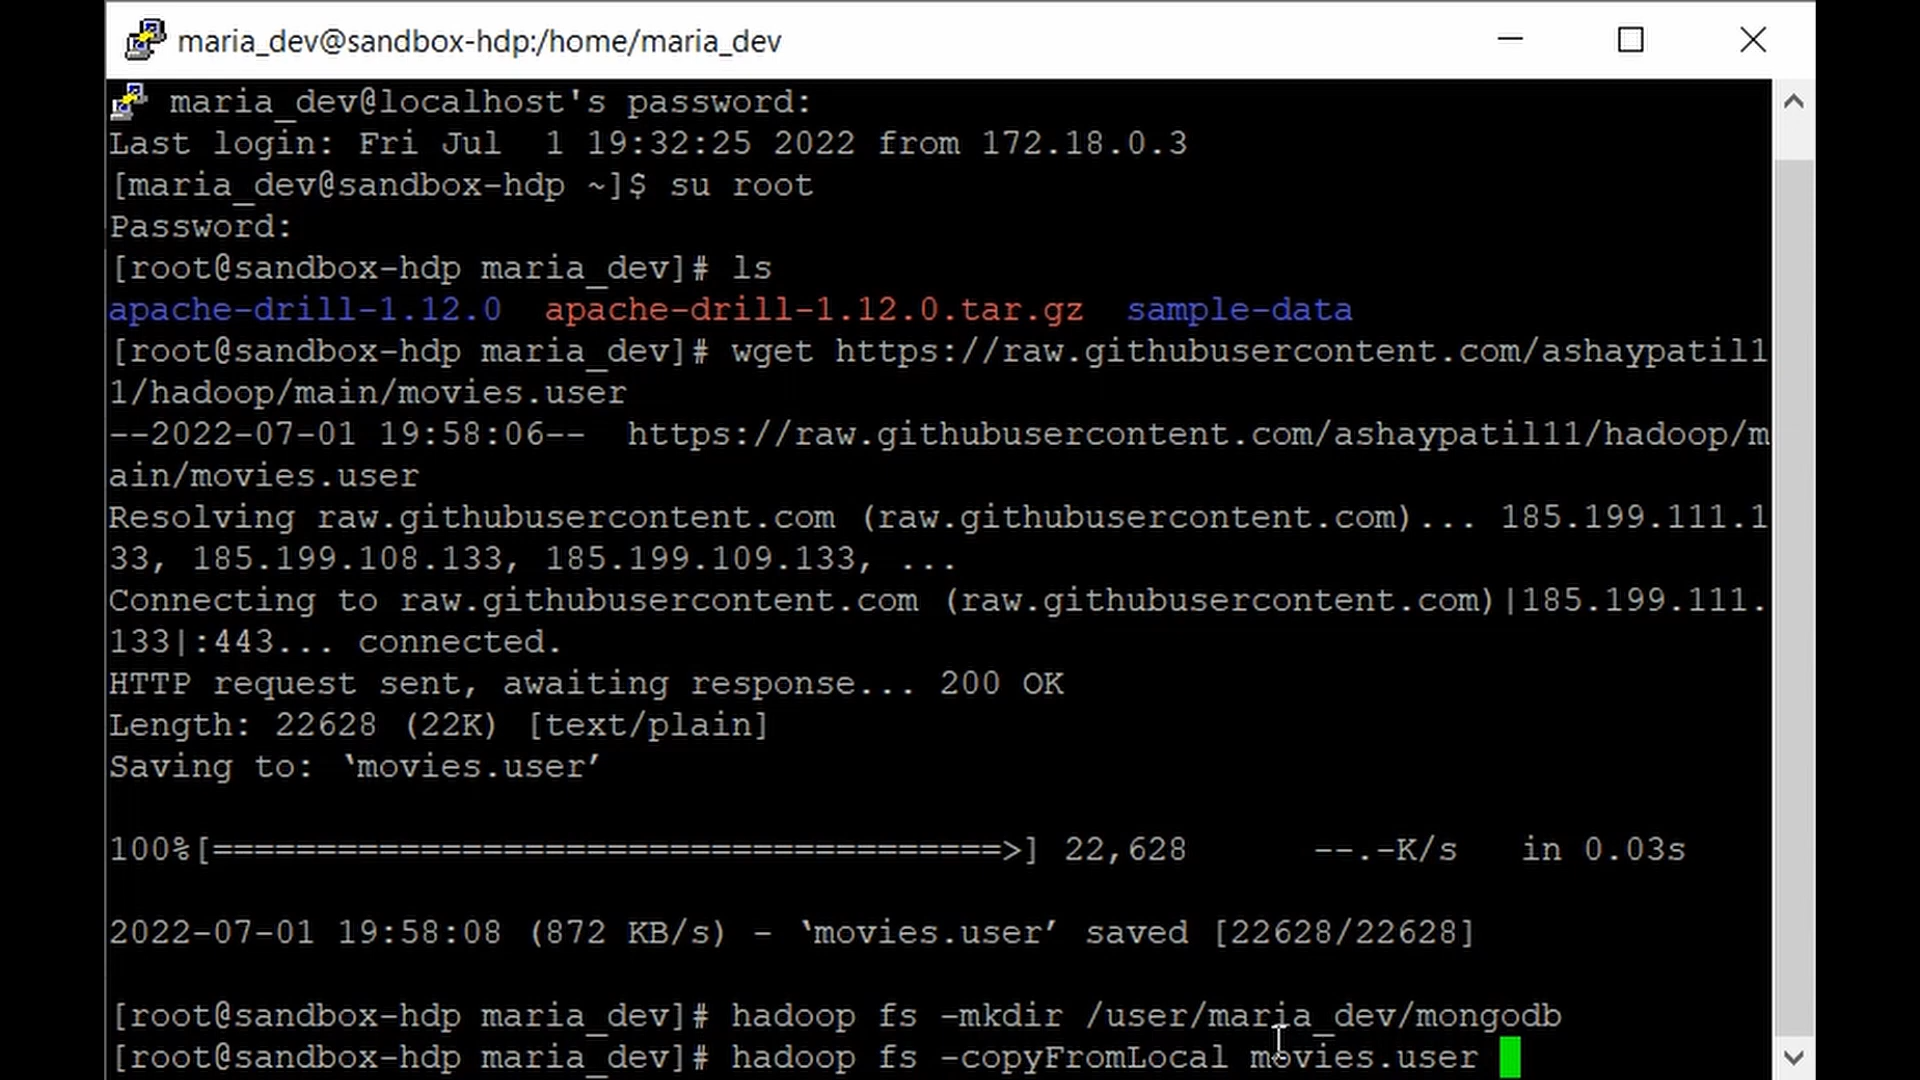 maria_dev@sandbox-hdp:/home/maria_dev
maria_dev@localhost's password:
Last login: Fri Jul  1 19:32:25 2022 from 172.18.0.3
[maria_dev@sandbox-hdp ~]$ su root
Password:
[root@sandbox-hdp maria_dev]# ls
apache-drill-1.12.0  apache-drill-1.12.0.tar.gz  sample-data
[root@sandbox-hdp maria_dev]# wget https://raw.githubusercontent.com/ashaypatil1
1/hadoop/main/movies.user
--2022-07-01 19:58:06--  https://raw.githubusercontent.com/ashaypatil11/hadoop/m
ain/movies.user
Resolving raw.githubusercontent.com (raw.githubusercontent.com)... 185.199.111.1
33, 185.199.108.133, 185.199.109.133, ...
Connecting to raw.githubusercontent.com (raw.githubusercontent.com)|185.199.111.
133|:443... connected.
HTTP request sent, awaiting response... 200 OK
Length: 22628 (22K) [text/plain]
Saving to: ‘movies.user’
100%[======================================>] 22,628      --.-K/s   in 0.03s
2022-07-01 19:58:08 (872 KB/s) - ‘movies.user’ saved [22628/22628]
[root@sandbox-hdp maria_dev]# hadoop fs -mkdir /user/maria_dev/mongodb
[root@sandbox-hdp maria_dev]# hadoop fs -copyFromLocal movies.user